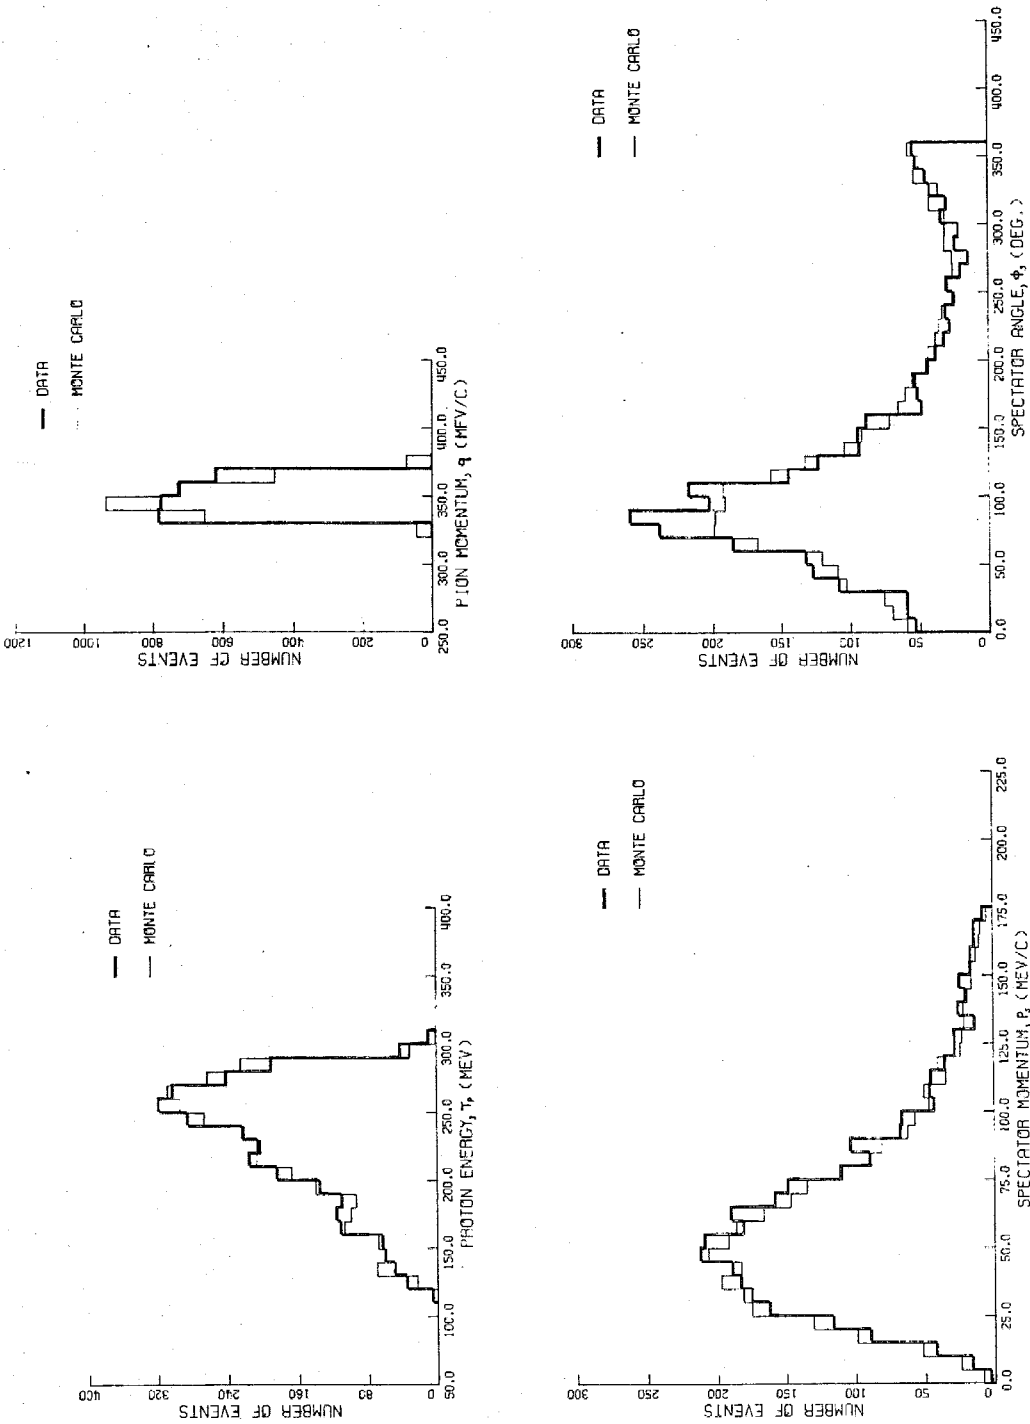 DATA
MONTE CARLO
400
320
240
160
80
0
NUMBER OF EVENTS
50.0 100.0 150.0 200.0 250.0 300.0 350.0 400.0
PROTON ENERGY, Tₚ (MEV)
DATA
MONTE CARLO
1200
1000
800
600
400
200
0
NUMBER OF EVENTS
250.0 300.0 350.0 400.0 450.0
PION MOMENTUM, q (MEV/C)
DATA
MONTE CARLO
300
250
200
150
100
50
0
NUMBER OF EVENTS
0.0 25.0 50.0 75.0 100.0 125.0 150.0 175.0 200.0 225.0
SPECTATOR MOMENTUM, Pₛ (MEV/C)
DATA
MONTE CARLO
300
250
200
150
100
50
0
NUMBER OF EVENTS
0.0 50.0 100.0 150.0 200.0 250.0 300.0 350.0 400.0 450.0
SPECTATOR ANGLE, Φₛ (DEG.)